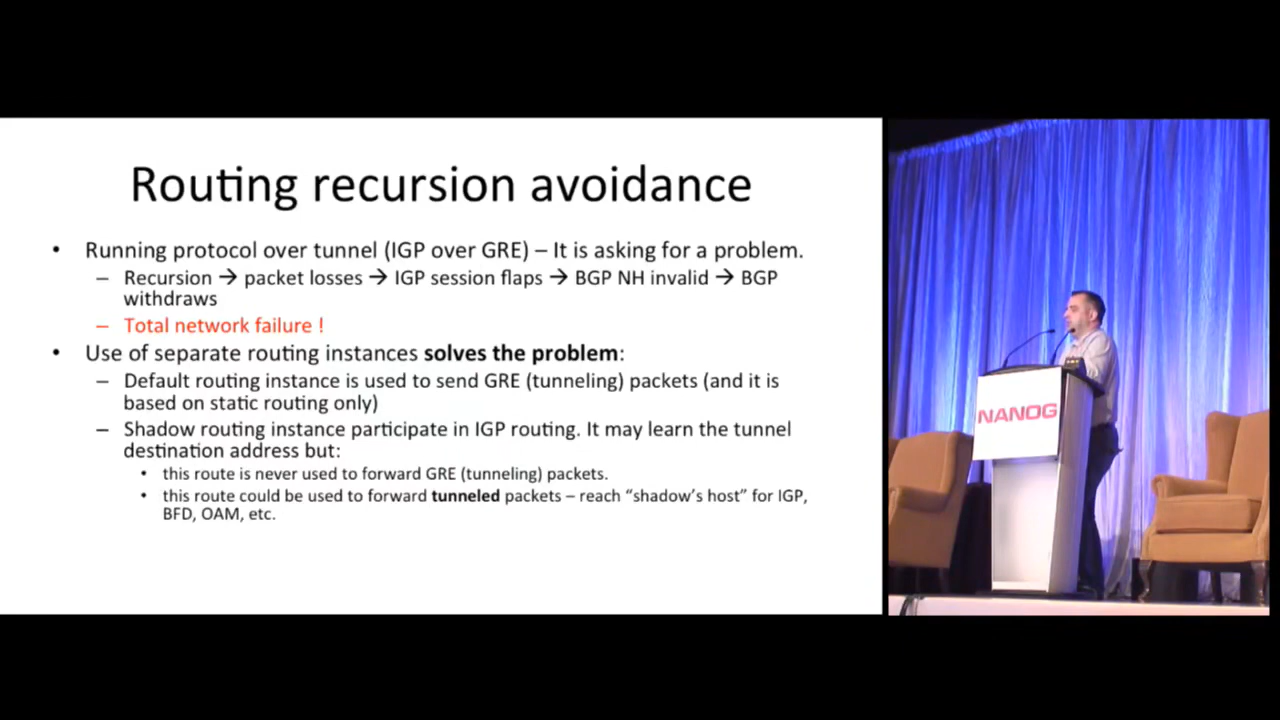 Routing recursion avoidance
• Running protocol over tunnel (IGP over GRE) – It is asking for a problem.
– Recursion → packet losses → IGP session flaps → BGP NH invalid → BGP
withdraws
– Total network failure !
• Use of separate routing instances solves the problem:
– Default routing instance is used to send GRE (tunneling) packets (and it is
based on static routing only)
– Shadow routing instance participate in IGP routing. It may learn the tunnel
destination address but:
• this route is never used to forward GRE (tunneling) packets.
• this route could be used to forward tunneled packets – reach “shadow’s host” for IGP,
BFD, OAM, etc.
NANOG